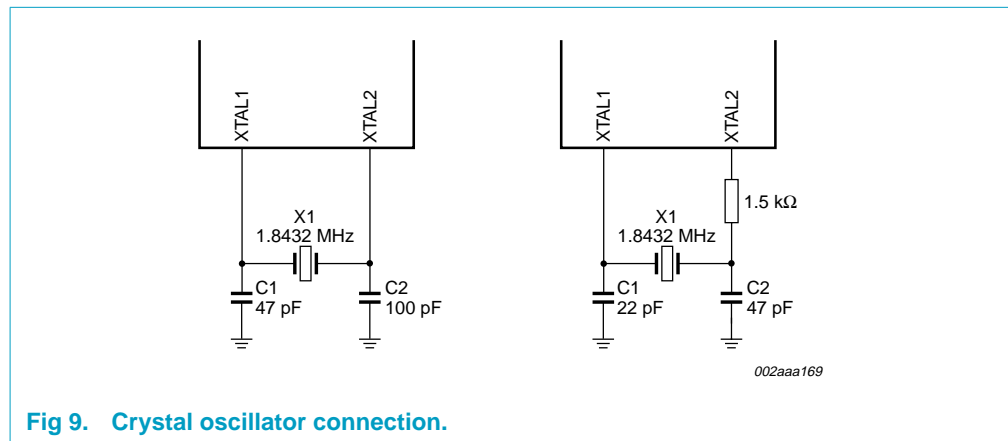 XTAL1
XTAL2
X1
1.8432 MHz
C1
47 pF
C2
100 pF
XTAL1
XTAL2
1.5 kΩ
X1
1.8432 MHz
C1
22 pF
C2
47 pF
002aaa169
Fig 9. Crystal oscillator connection.